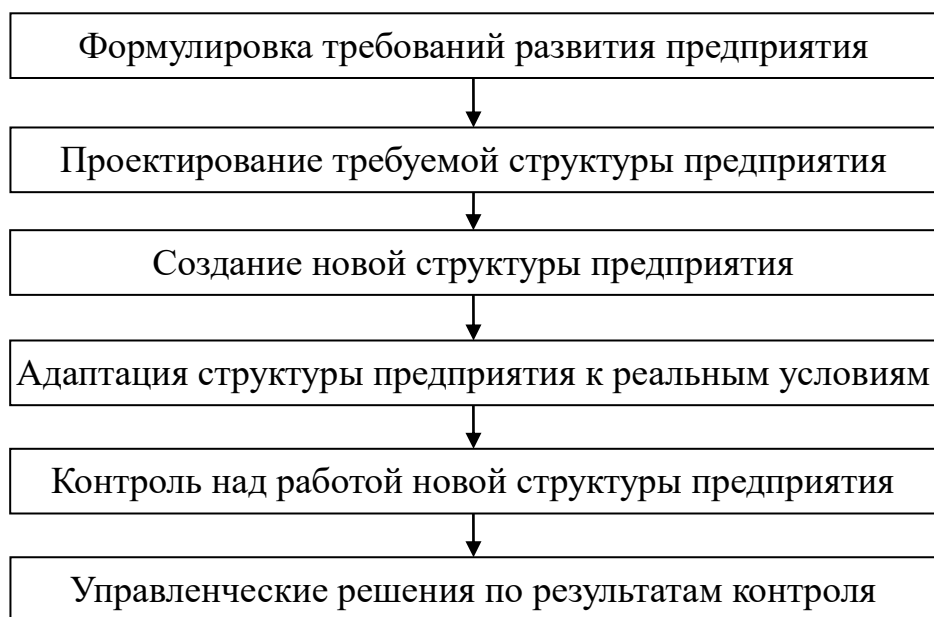 Формулировка требований развития предприятия
Проектирование требуемой структуры предприятия
Создание новой структуры предприятия
Адаптация структуры предприятия к реальным условиям
Контроль над работой новой структуры предприятия
Управленческие решения по результатам контроля